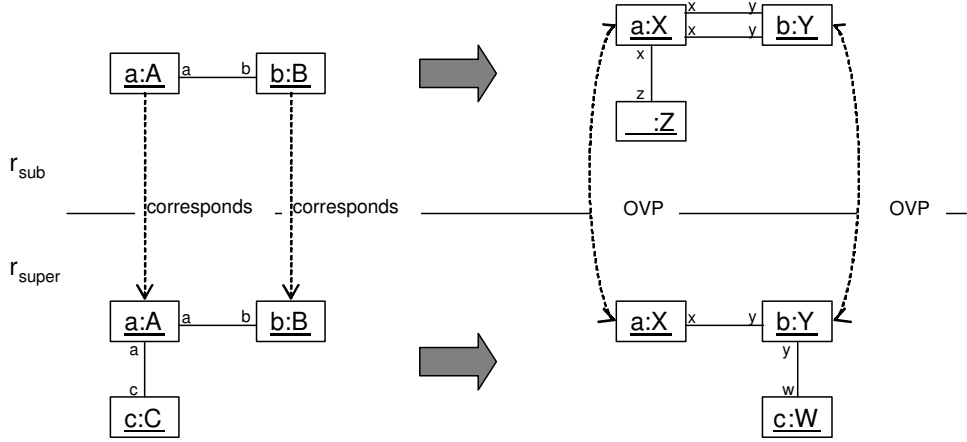 x y
a:X b:Y
x y
a b
a:A b:B
x
z
:Z
r sub
corresponds corresponds OVP OVP
r super
a:A a b b:B
a:X x y b:Y
a
y
c
w
c:C
c:W